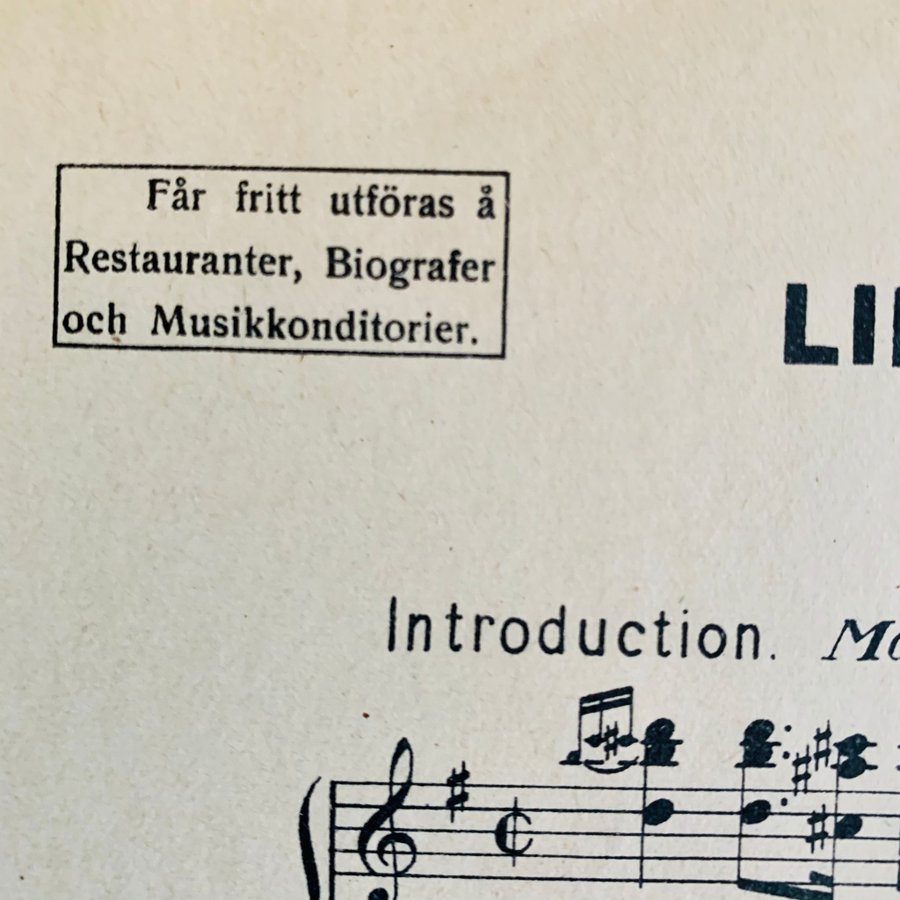 Får fritt utföras å
Restauranter, Biografer
och Musikkonditorier.
Introduction.